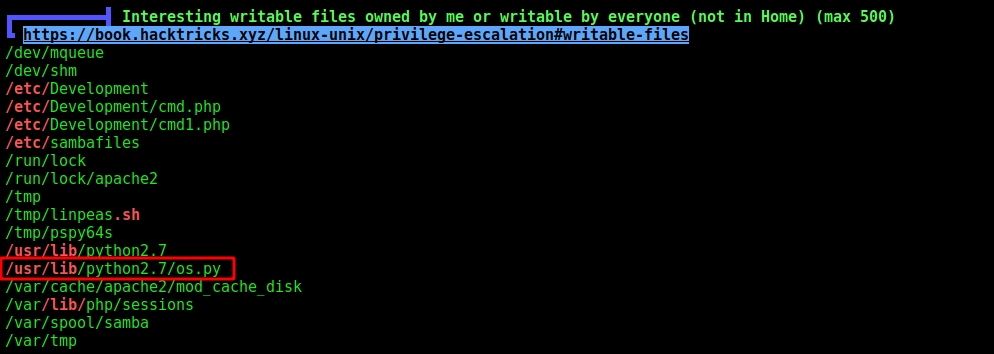 Interesting writable files owned by me or writable by everyone (not in Home) (max 500)
https://book.hacktricks.xyz/linux-unix/privilege-escalation#writable-files
/dev/mqueue
/dev/shm
/etc/Development
/etc/Development/cmd.php
/etc/Development/cmd1.php
/etc/sambafiles
/run/lock
/run/lock/apache2
/tmp
/tmp/linpeas.sh
/tmp/pspy64s
/usr/lib/python2.7
/usr/lib/python2.7/os.py
/var/cache/apache2/mod_cache_disk
/var/lib/php/sessions
/var/spool/samba
/var/tmp